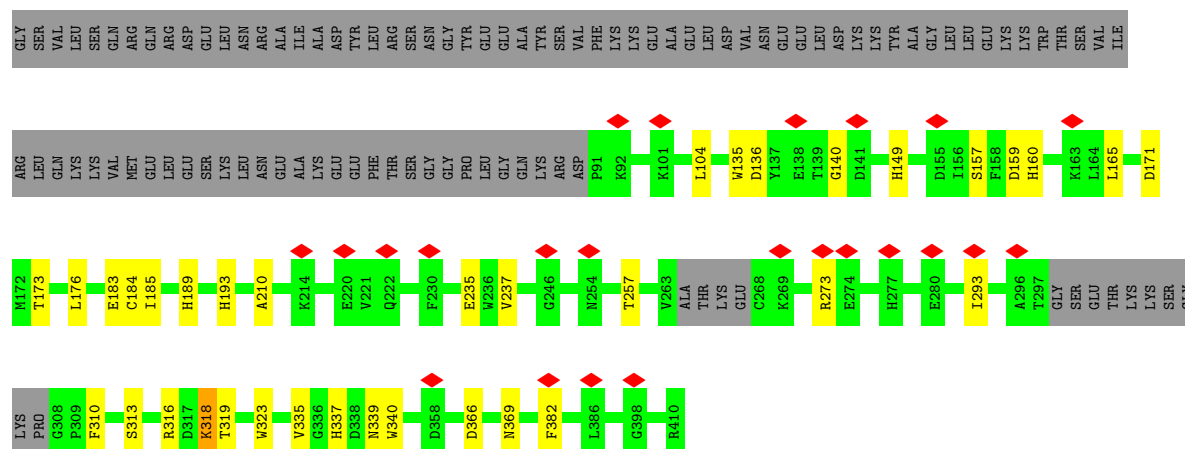 GLY SER VAL LEU SER GLN ARG GLN ARG ASP GLU LEU ASN ARG ALA ILE ALA ASP TYR LEU ARG SER ASN GLY TYR GLU GLU ALA TYR SER VAL PHE LYS LYS GLU ALA GLU LEU ASP VAL ASN GLU GLU LEU ASP LYS LYS TYR ALA GLY LEU LEU GLU LYS LYS TRP THR SER VAL ILE
ARG LEU GLN LYS LYS VAL MET GLU LEU GLU SER LYS LEU ASN GLU ALA LYS GLU GLU PHE THR SER GLY GLY PRO LEU GLY GLN LYS ARG ASP P91 K92 K101 L104 W135 D136 Y137 E138 T139 G140 D141 H149 D155 I156 S157 F158 D159 H160 K163 L164 L165 D171
M172 T173 L176 E183 C184 I185 H189 H193 A210 K214 E220 V221 Q222 F230 E235 W236 V237 G246 N254 T257 V263 ALA THR LYS GLU C268 K269 R273 E274 H277 E280 I293 A296 T297 GLY SER GLU THR LYS LYS SER
LYS PRO G308 P309 F310 S313 R316 D317 K318 T319 W323 V335 G336 H337 D338 N339 W340 D358 D366 N369 F382 L386 G398 R410